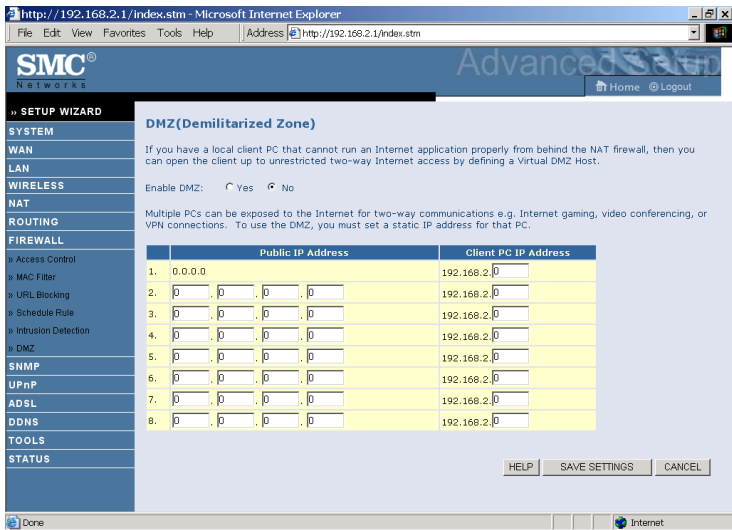 http://192.168.2.1/index.stm - Microsoft Internet Explorer
File Edit View Favorites Tools Help Address http://192.168.2.1/index.stm
SMC®
Networks
Advanced Setup
Home Logout
» SETUP WIZARD
SYSTEM
WAN
LAN
WIRELESS
NAT
ROUTING
FIREWALL
» Access Control
» MAC Filter
» URL Blocking
» Schedule Rule
» Intrusion Detection
» DMZ
SNMP
UPnP
ADSL
DDNS
TOOLS
STATUS
DMZ(Demilitarized Zone)
If you have a local client PC that cannot run an Internet application properly from behind the NAT firewall, then you
can open the client up to unrestricted two-way Internet access by defining a Virtual DMZ Host.
Enable DMZ: Yes No
Multiple PCs can be exposed to the Internet for two-way communications e.g. Internet gaming, video conferencing, or
VPN connections. To use the DMZ, you must set a static IP address for that PC.
Public IP Address Client PC IP Address
1. 0.0.0.0 192.168.2.0
2. 0 . 0 . 0 . 0 192.168.2.0
3. 0 . 0 . 0 . 0 192.168.2.0
4. 0 . 0 . 0 . 0 192.168.2.0
5. 0 . 0 . 0 . 0 192.168.2.0
6. 0 . 0 . 0 . 0 192.168.2.0
7. 0 . 0 . 0 . 0 192.168.2.0
8. 0 . 0 . 0 . 0 192.168.2.0
HELP SAVE SETTINGS CANCEL
Done Internet